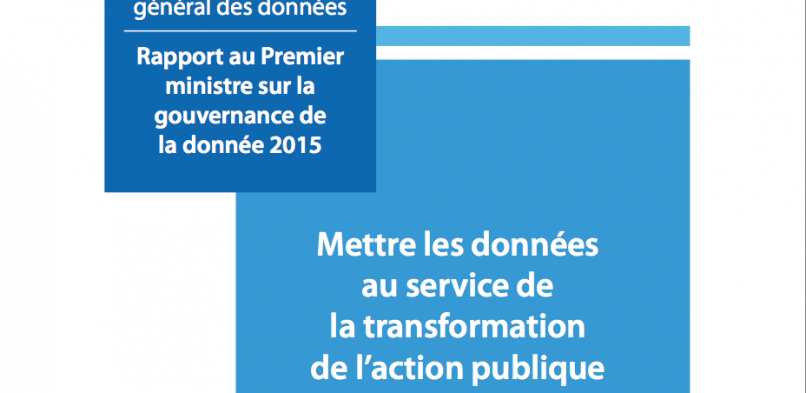 général des données
Rapport au Premier
ministre sur la
gouvernance de
la donnée 2015
Mettre les données
au service de
la transformation
de l’action publique